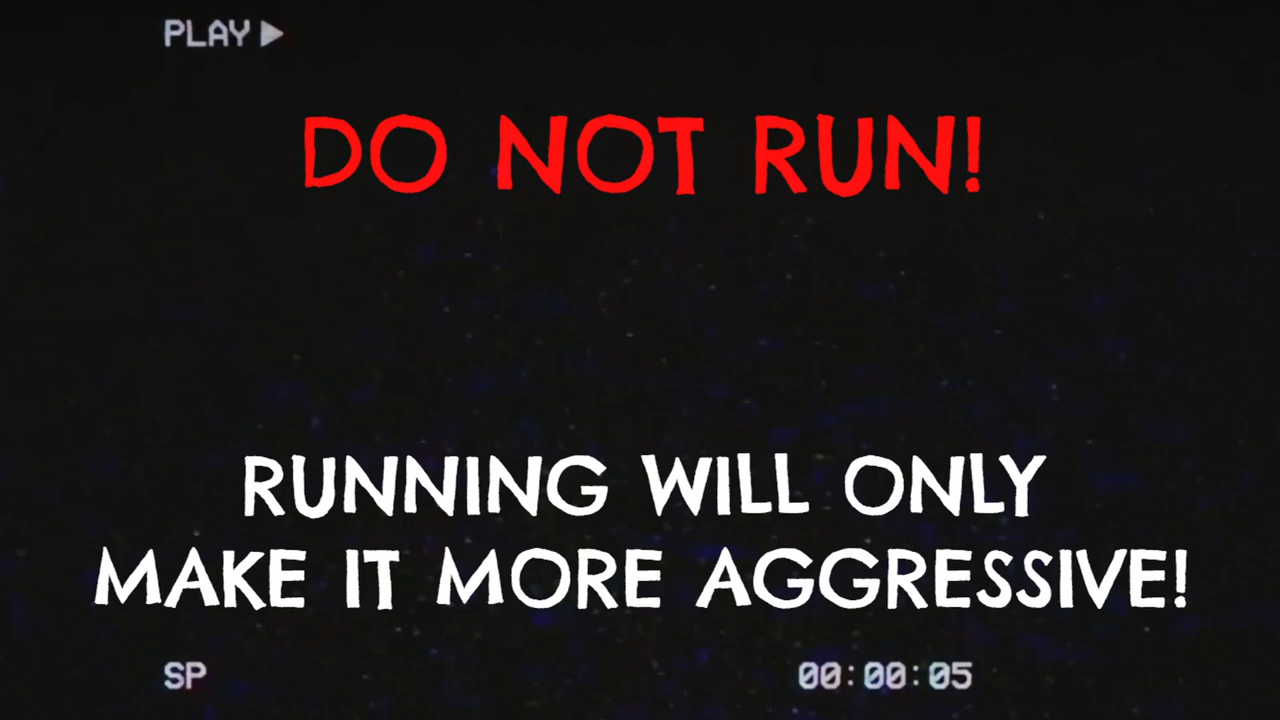 PLAY ▶
DO NOT RUN!
RUNNING WILL ONLY
MAKE IT MORE AGGRESSIVE!
SP
00:00:05